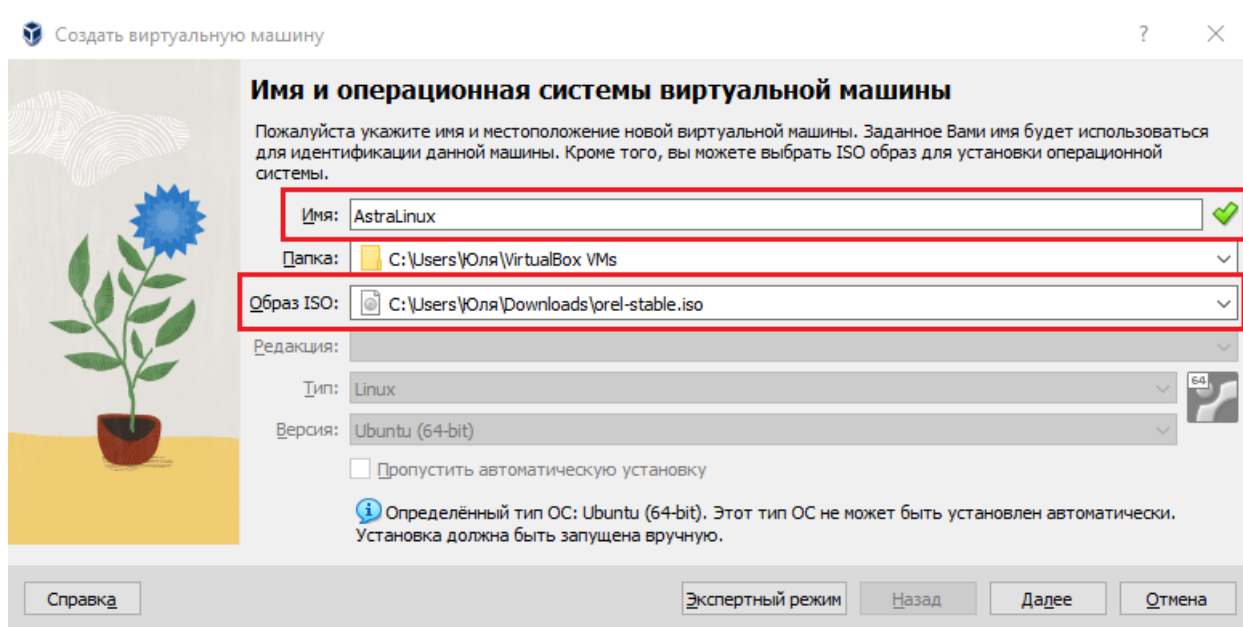 Создать виртуальную машину
Имя и операционная системы виртуальной машины
Пожалуйста укажите имя и местоположение новой виртуальной машины. Заданное Вами имя будет использоваться
для идентификации данной машины. Кроме того, вы можете выбрать ISO образ для установки операционной
системы.
Имя: AstraLinux
Папка: C:\Users\Юля\VirtualBox VMs
Образ ISO: C:\Users\Юля\Downloads\orel-stable.iso
Редакция:
Тип: Linux
64
Версия: Ubuntu (64-bit)
Пропустить автоматическую установку
Определённый тип ОС: Ubuntu (64-bit). Этот тип ОС не может быть установлен автоматически.
Установка должна быть запущена вручную.
Справка Экспертный режим Назад Далее Отмена